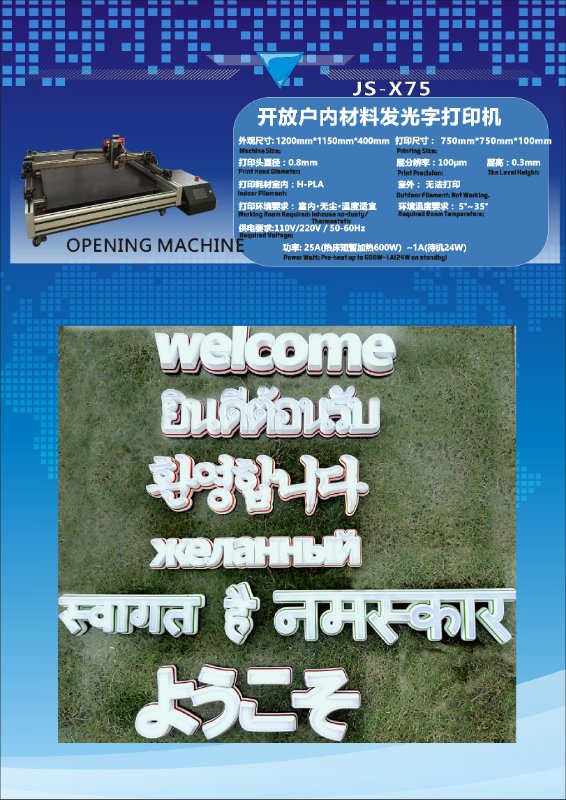 JS-X75
开放户内材料发光字打印机
外观尺寸:1200mm*1150mm*400mm 打印尺寸: 750mm*750mm*100mm
Machine Size: Printing Size:
打印头直径:0.8mm 层分辨率:100μm 层高:0.3mm
Print Head Diameter: Print Precision: The Level Height:
打印耗材室内:H-PLA 室外: 无法打印
Indoor Filament: Outdoor Filament: Not Working.
打印环境要求: 室内·无尘·温度适宜 环境温度要求: 5°~35°
Working Room Required: Inhouse no-dusty/ Required Room Temperature:
Thermostatic
供电要求:110V/220V / 50-60Hz
Required Voltage:
OPENING MACHINE
功率: 25A(热床短暂加热600W) ~1A(待机24W)
Power Watt: Pre-heat up to 600W~1A(24W on standby)
welcome
ยินดีต้อนรับ
환영합니다
желанный
स्वागत है नमस्कार
ようこそ